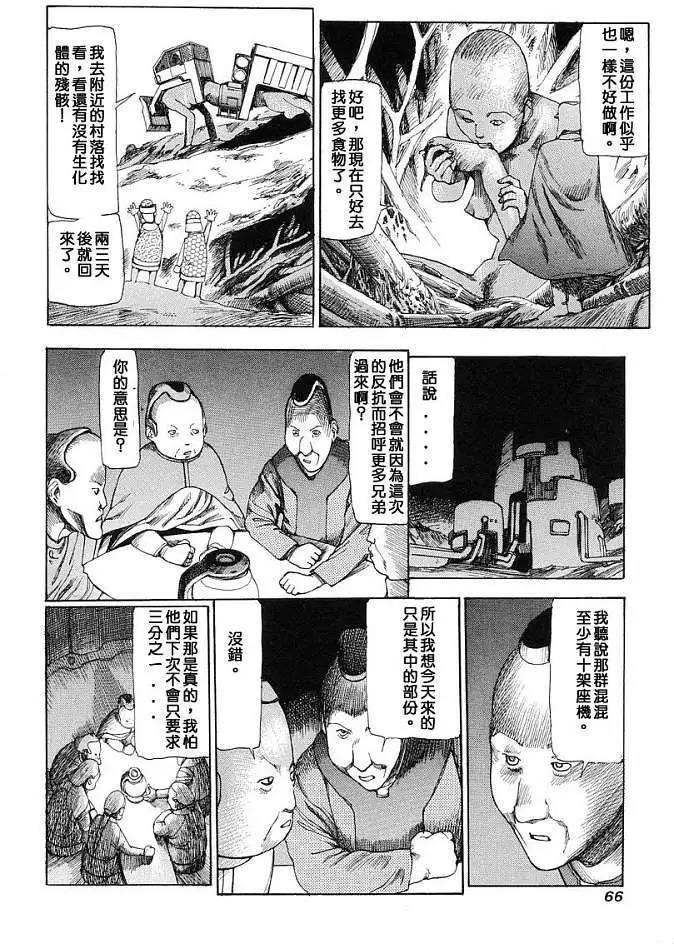 嗯，這份工作似乎
也一樣不好做啊。
好吧，那現在只好去
找更多食物了。
我去附近的村落找找
看，看還有沒有生化
體的殘骸！
兩三天
後就回
來了。
話說
．．．．
他們會不會就因為這次
的反抗而招呼更多兄弟
過來啊？
你的意思是？
我聽說那群混混
至少有十架座機。
所以我想今天來的
只是其中的部份。
沒錯。
如果那是真的，我怕
他們下次不會只要求
三分之一．．．．
66